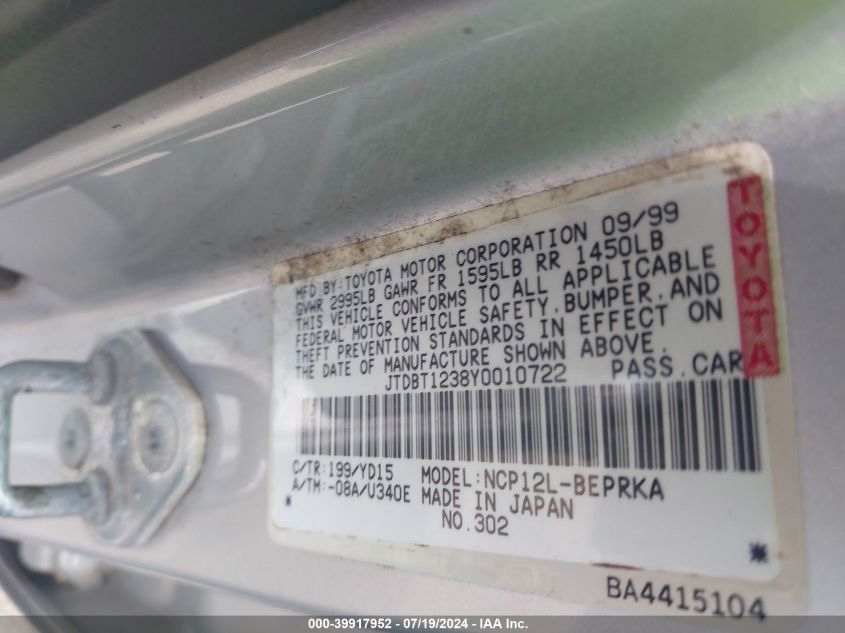 MFD BY:TOYOTA MOTOR CORPORATION 09/99
GVWR 2995LB GAWR FR 1595LB RR 1450LB
THIS VEHICLE CONFORMS TO ALL APPLICABLE
FEDERAL MOTOR VEHICLE SAFETY,BUMPER,AND
THEFT PREVENTION STANDARDS IN EFFECT ON
THE DATE OF MANUFACTURE SHOWN ABOVE.
JTDBT1238Y0010722 PASS.CAR
TOYOTA
C/TR:199/YD15 MODEL:NCP12L-BEPRKA
A/TM:-08A/U340E MADE IN JAPAN
NO.302
BA4415104
000-39917952 - 07/19/2024 - IAA Inc.